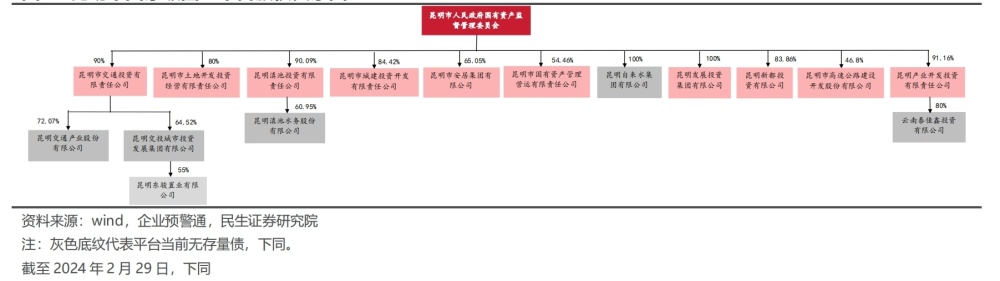 昆明市人民政府国有资产监
督管理委员会
90%
80%
90.09%
84.42%
65.05%
54.46%
100%
100%
83.86%
46.8%
91.16%
昆明市交通投资有
限责任公司
昆明市土地开发投资
经营有限责任公司
昆明滇池投资有限
责任公司
昆明市城建投资开发
有限责任公司
昆明市安居集团有
限公司
昆明市国有资产管理
营运有限责任公司
昆明自来水集
团有限公司
昆明发展投资
集团有限公司
昆明新都投
资有限公司
昆明市高速公路建设
开发股份有限公司
昆明产业开发投资
有限责任公司
72.07%
64.52%
60.95%
80%
昆明交通产业股份
有限公司
昆明交投城市投资
发展集团有限公司
昆明滇池水务股份
有限公司
云南泰佳鑫投资
有限公司
55%
昆明东骏置业有限
公司
资料来源：wind，企业预警通，民生证券研究院
注：灰色底纹代表平台当前无存量债，下同。
截至 2024 年 2 月 29 日，下同